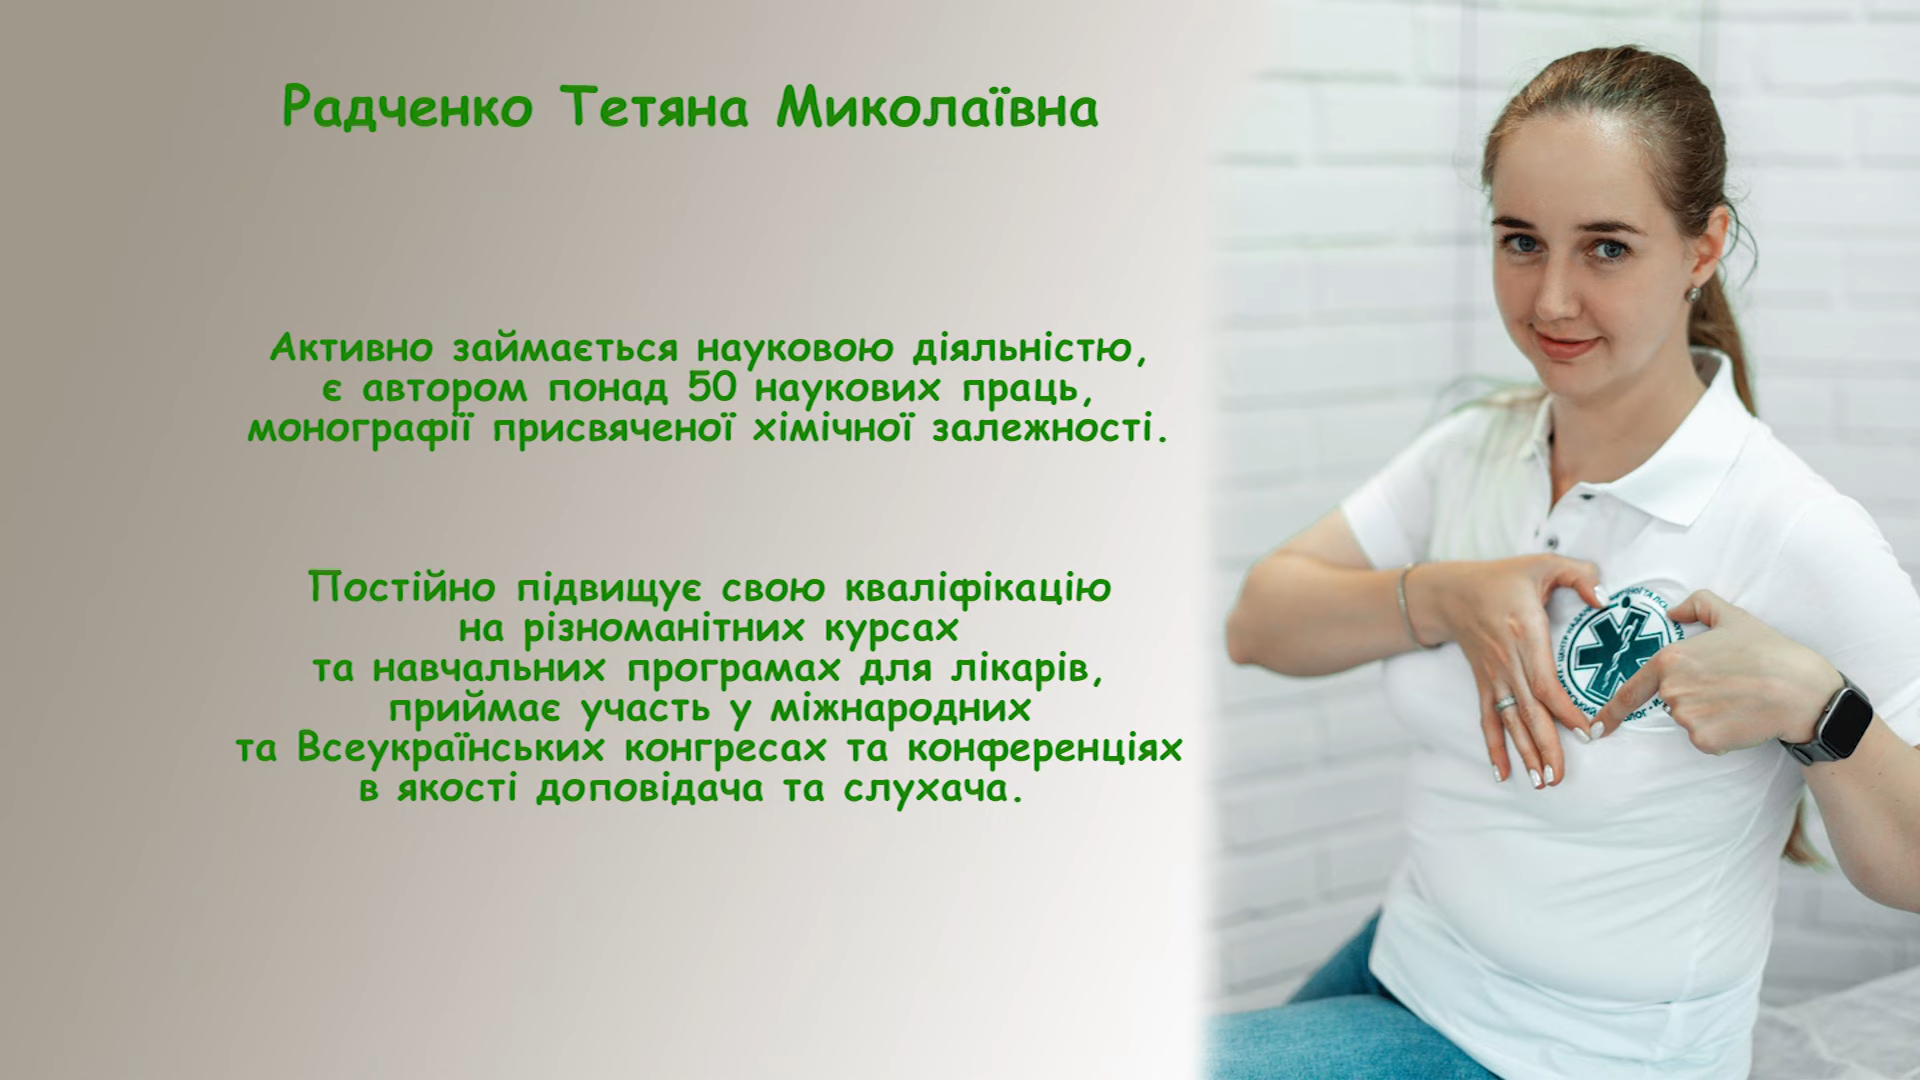 Радченко Тетяна Миколаївна
Активно займається науковою діяльністю,
є автором понад 50 наукових праць,
монографії присвяченої хімічної залежності.
Постійно підвищує свою кваліфікацію
на різноманітних курсах
та навчальних програмах для лікарів,
приймає участь у міжнародних
та Всеукраїнських конгресах та конференціях
в якості доповідача та слухача.